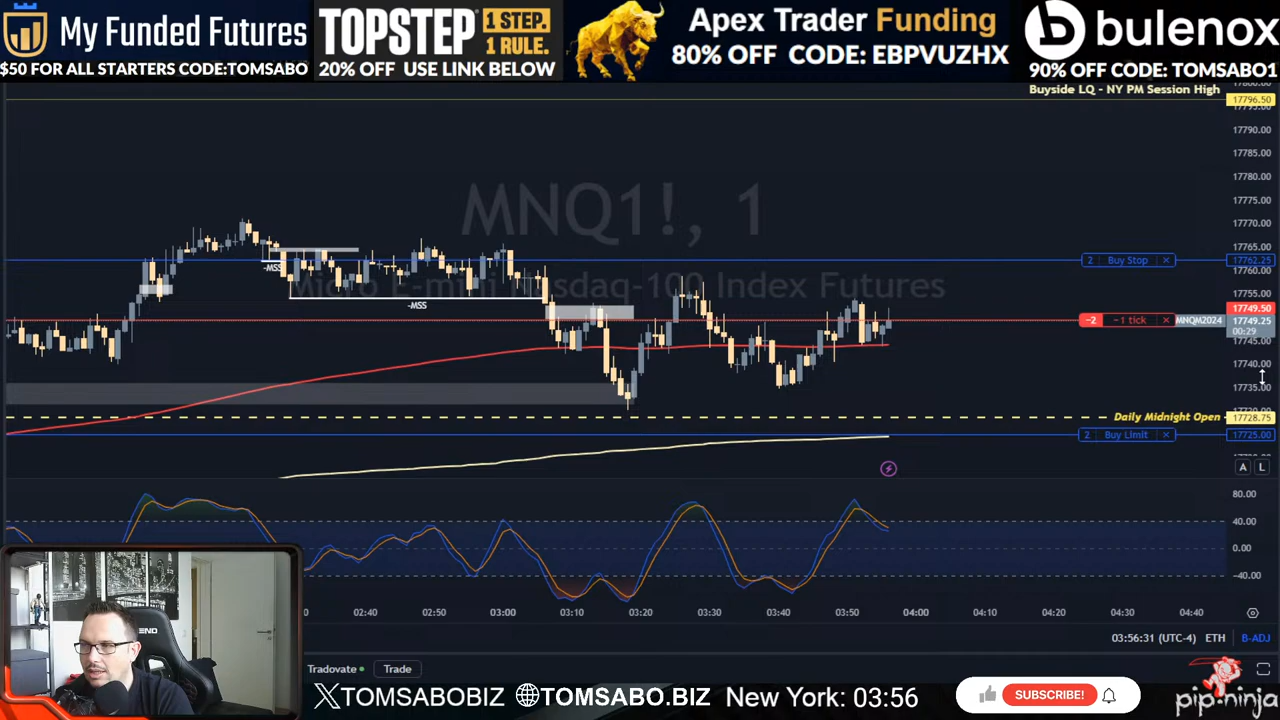 My Funded Futures
$50 FOR ALL STARTERS CODE:TOMSABO
TOPSTEP
1 STEP.
1 RULE.
20% OFF USE LINK BELOW
Apex Trader Funding
80% OFF CODE: EBPVUZHX
bulenox
90% OFF CODE: TOMSABO1
Buyside LQ - NY PM Session High
17796.50
17790.00
17785.00
17780.00
17775.00
17770.00
17765.00
MNQ1!, 1
Micro E-mini Nasdaq-100 Index Futures
2 Buy Stop ×
17762.25
17760.00
17755.00
-MSS
-MSS
17749.50
-2 -1 tick × MNQM2024 17749.25
00:29
17745.00
17740.00
17735.00
Daily Midnight Open 17728.75
2 Buy Limit × 17725.00
A L
80.00
40.00
0.00
-40.00
02:40 02:50 03:00 03:10 03:20 03:30 03:40 03:50 04:00 04:10 04:20 04:30 04:40
03:56:31 (UTC-4) ETH B-ADJ
Tradovate Trade
TOMSABOBIZ TOMSABO.BIZ New York: 03:56
SUBSCRIBE!
pip.ninja